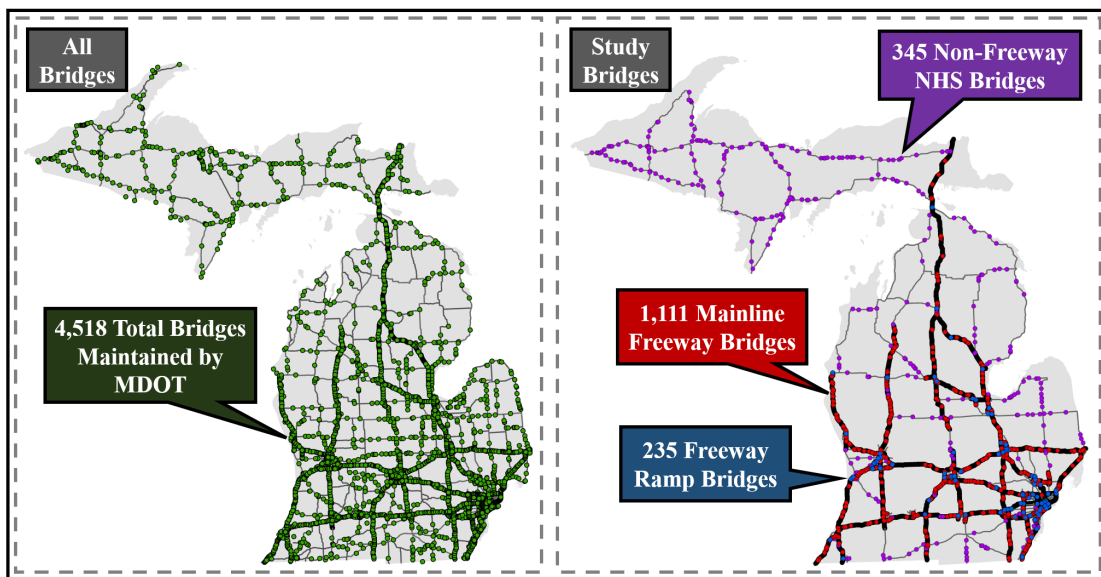 All
Bridges
4,518 Total Bridges
Maintained by
MDOT
Study
Bridges
345 Non-Freeway
NHS Bridges
1,111 Mainline
Freeway Bridges
235 Freeway
Ramp Bridges